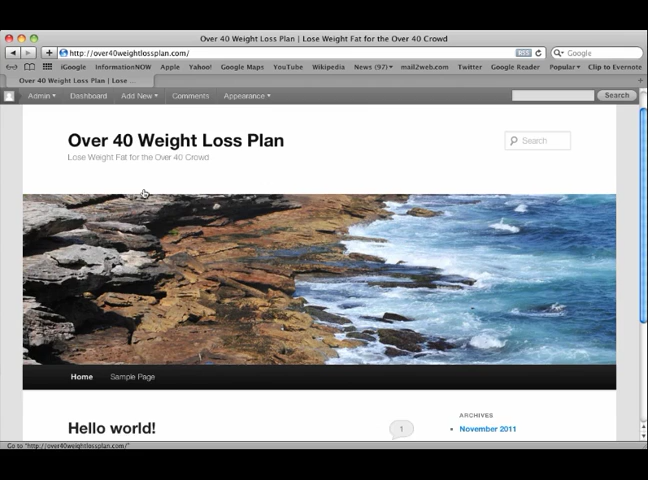 Over 40 Weight Loss Plan | Lose Weight Fat for the Over 40 Crowd
http://over40weightlossplan.com/
RSS
Google
iGoogle InformationNOW Apple Yahoo! Google Maps YouTube Wikipedia News (97) mail2web.com Twitter Google Reader Popular Clip to Evernote
Over 40 Weight Loss Plan | Lose ...
Admin Dashboard Add New Comments Appearance Search
Over 40 Weight Loss Plan
Search
Lose Weight Fat for the Over 40 Crowd
Home Sample Page
ARCHIVES
Hello world!
1
November 2011
Go to "http://over40weightlossplan.com/"